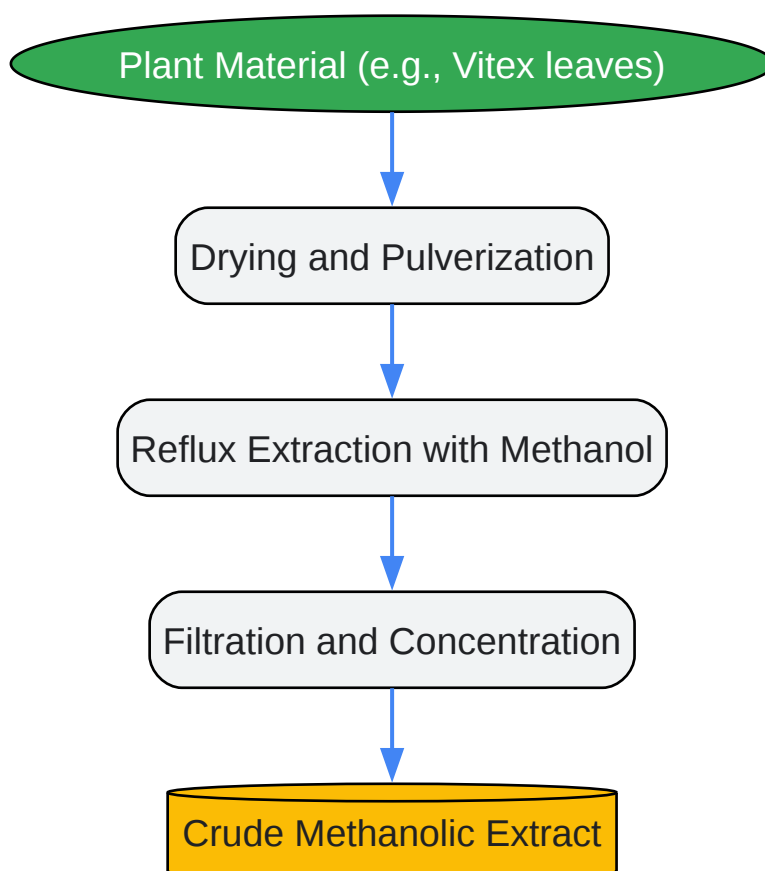 Plant Material (e.g., Vitex leaves)
Drying and Pulverization
Reflux Extraction with Methanol
Filtration and Concentration
Crude Methanolic Extract